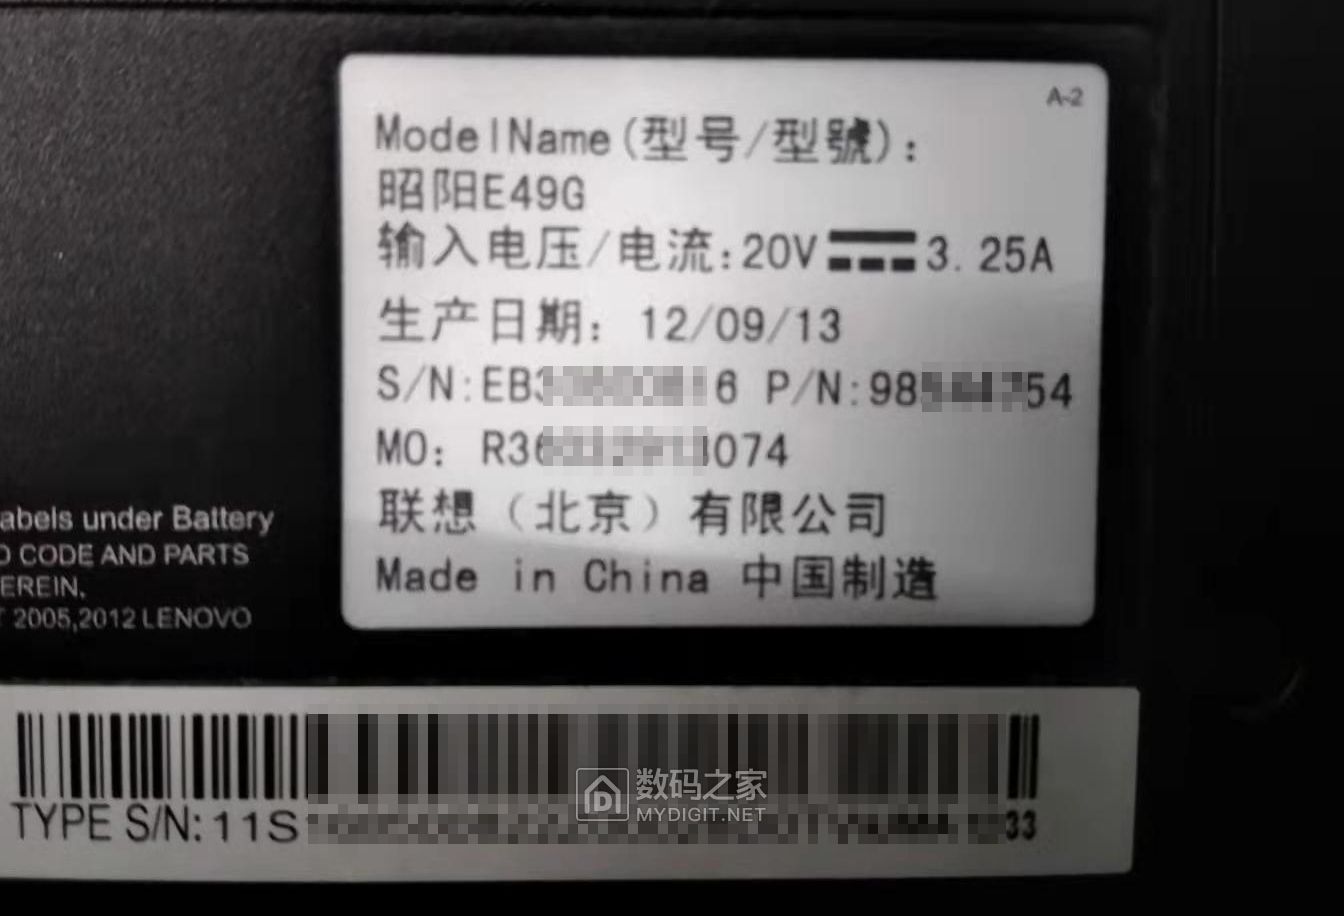 A-2
ModelName(型号/型號):
昭阳E49G
输入电压/电流:20V 3.25A
生产日期: 12/09/13
S/N:EB 6 P/N:98 54
MO: R36 074
联想（北京）有限公司
Made in China 中国制造
abels under Battery
CODE AND PARTS
EREIN.
2005,2012 LENOVO
数码之家
MYDIGIT.NET
TYPE S/N: 11S 33